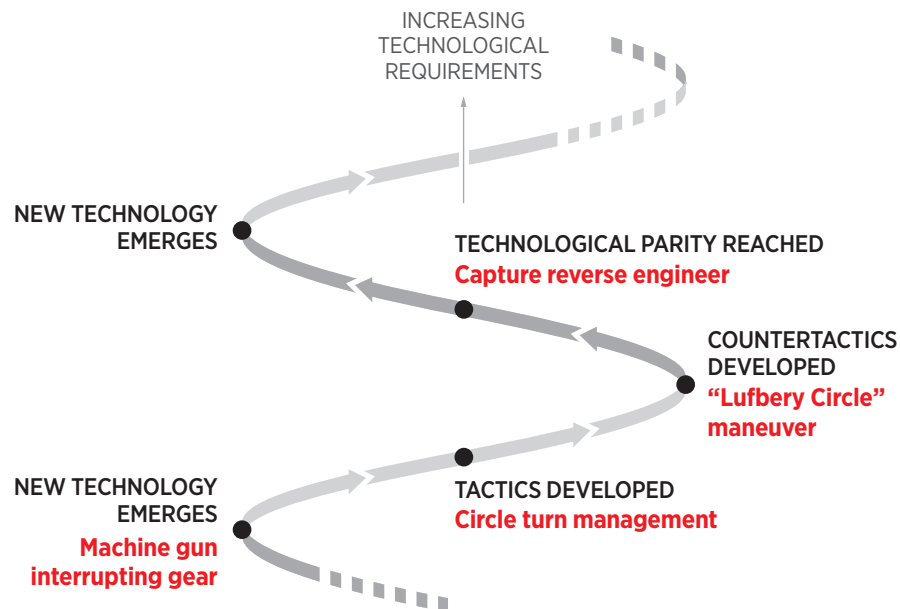 INCREASING
TECHNOLOGICAL
REQUIREMENTS
NEW TECHNOLOGY
EMERGES
TECHNOLOGICAL PARITY REACHED
Capture reverse engineer
COUNTERTACTICS
DEVELOPED
“Lufbery Circle”
maneuver
NEW TECHNOLOGY
EMERGES
Machine gun
interrupting gear
TACTICS DEVELOPED
Circle turn management